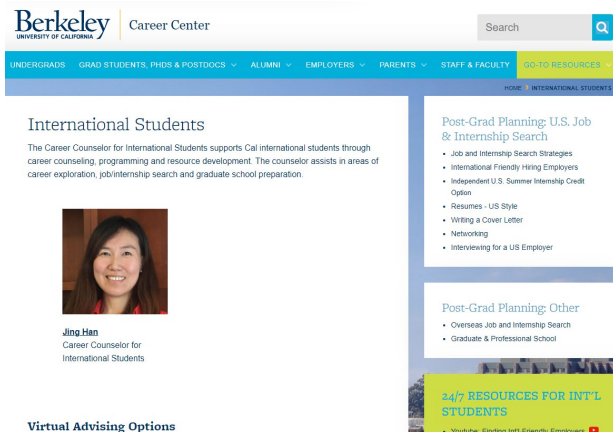 Berkeley
UNIVERSITY OF CALIFORNIA
Career Center
Search
UNDERGRADS GRAD STUDENTS, PHDS & POSTDOCS ALUMNI EMPLOYERS PARENTS STAFF & FACULTY GO-TO RESOURCES
HOME INTERNATIONAL STUDENTS
International Students
The Career Counselor for International Students supports Cal international students through
career counseling, programming and resource development. The counselor assists in areas of
career exploration, job/internship search and graduate school preparation.
Jing Han
Career Counselor for
International Students
Virtual Advising Options
Post-Grad Planning: U.S. Job
& Internship Search
• Job and Internship Search Strategies
• International Friendly Hiring Employers
• Independent U.S. Summer Internship Credit
Option
• Resumes - US Style
• Writing a Cover Letter
• Networking
• Interviewing for a US Employer
Post-Grad Planning: Other
• Overseas Job and Internship Search
• Graduate & Professional School
24/7 RESOURCES FOR INT'L
STUDENTS
• Youtube: Finding Int'l Friendly Employers